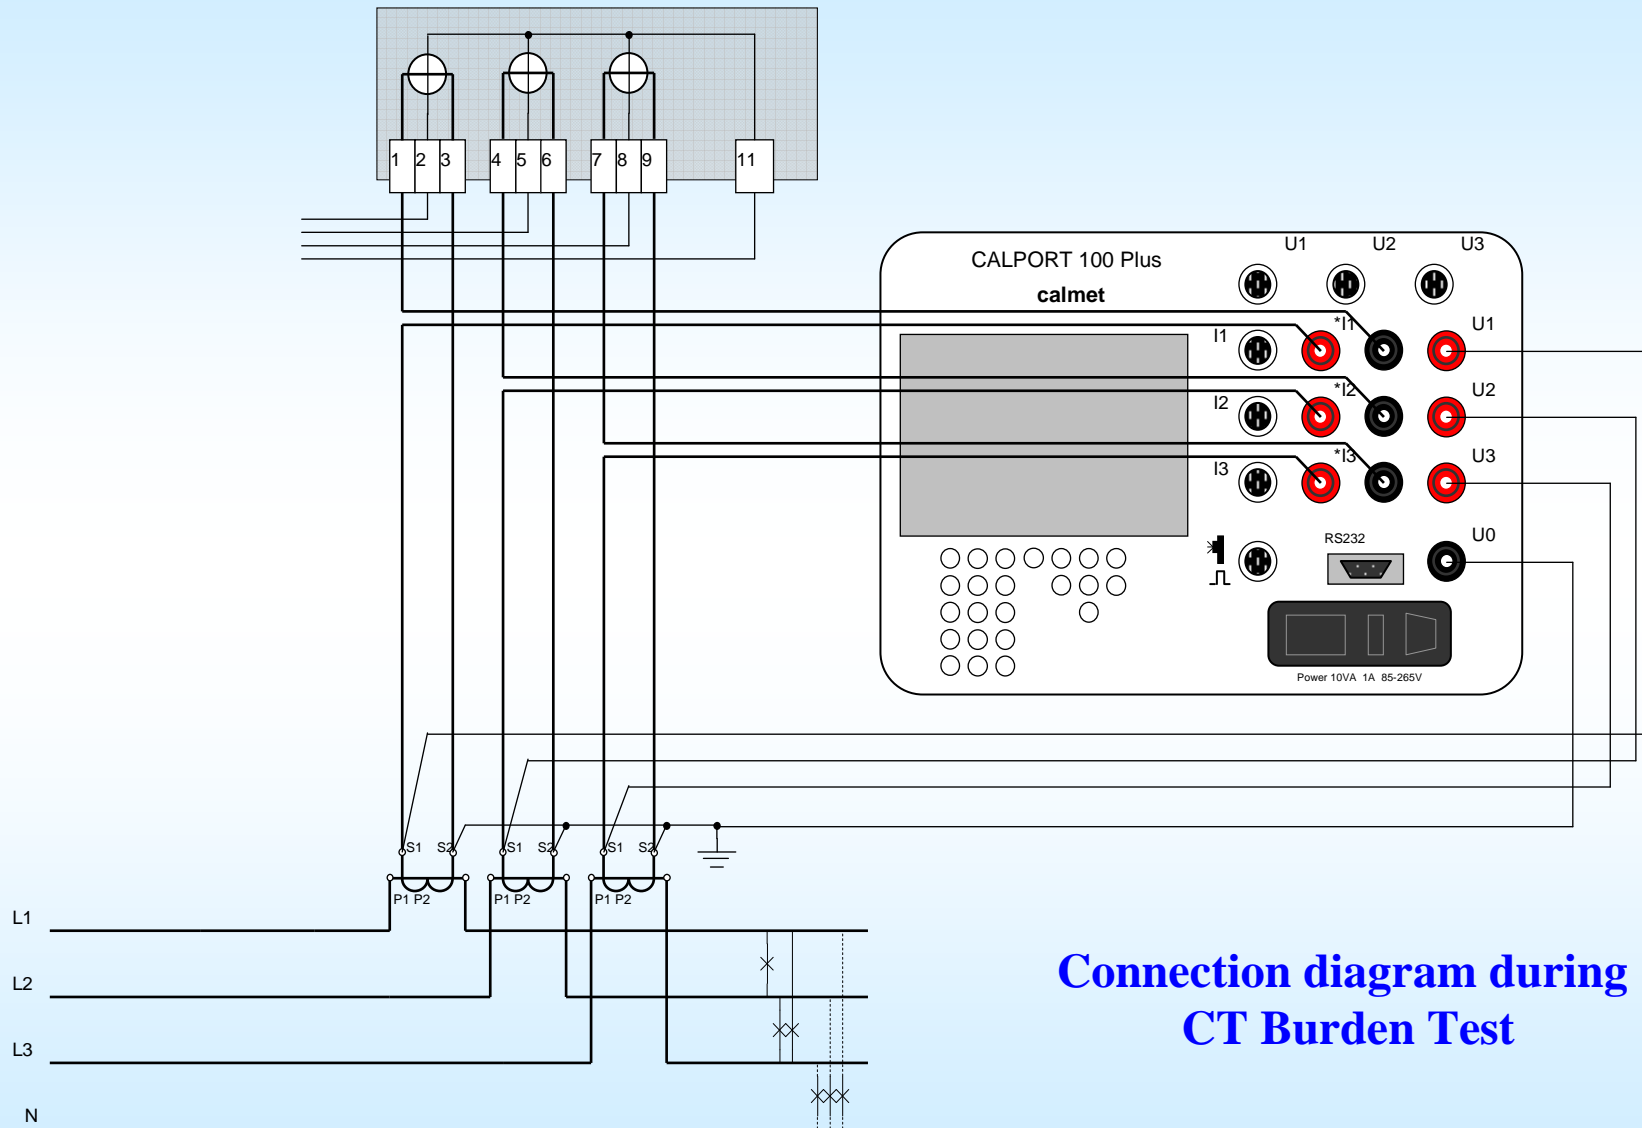 1 2 3 4 5 6 7 8 9 11
U1 U2 U3
CALPORT 100 Plus
calmet
I1 *I1 U1
I2 *I2 U2
I3 *I3 U3
U0
RS232
Power 10VA 1A 85-265V
S1 S2 S1 S2 S1 S2
P1 P2 P1 P2 P1 P2
L1
L2
L3
N
Connection diagram during
CT Burden Test